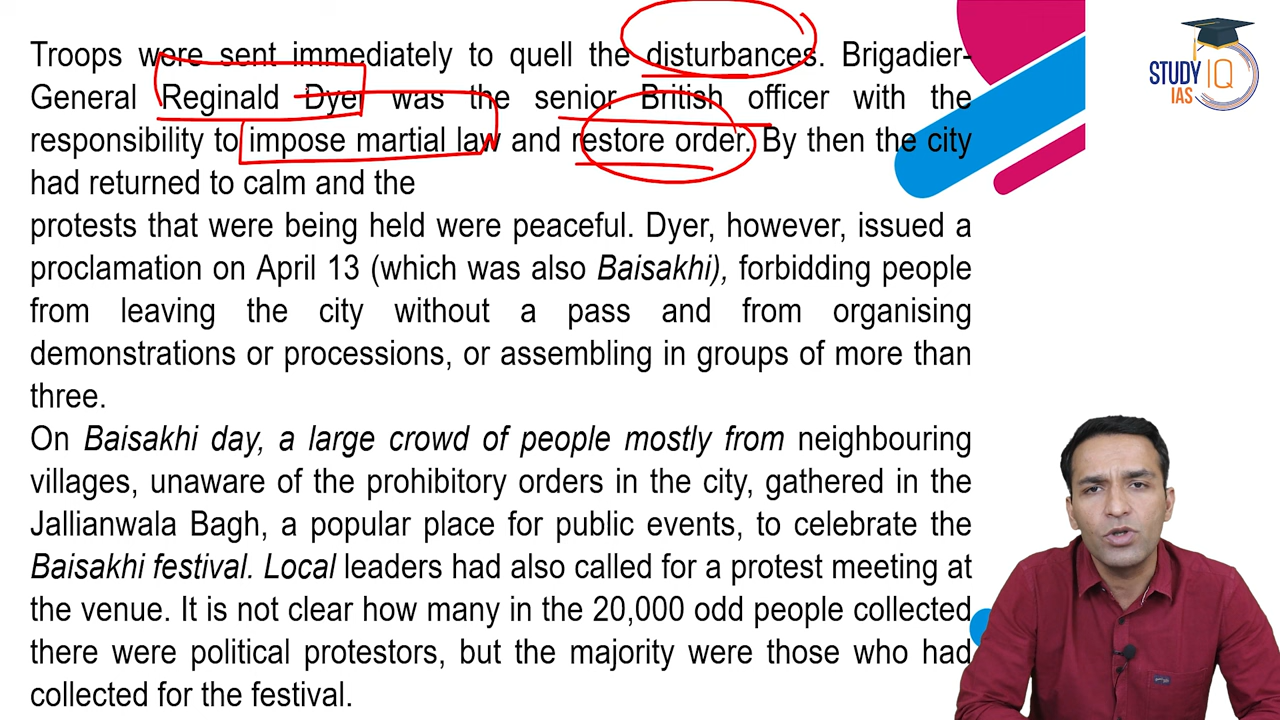 Troops were sent immediately to quell the disturbances. Brigadier-
General Reginald Dyer was the senior British officer with the
responsibility to impose martial law and restore order. By then the city
had returned to calm and the
protests that were being held were peaceful. Dyer, however, issued a
proclamation on April 13 (which was also Baisakhi), forbidding people
from leaving the city without a pass and from organising
demonstrations or processions, or assembling in groups of more than
three.
On Baisakhi day, a large crowd of people mostly from neighbouring
villages, unaware of the prohibitory orders in the city, gathered in the
Jallianwala Bagh, a popular place for public events, to celebrate the
Baisakhi festival. Local leaders had also called for a protest meeting at
the venue. It is not clear how many in the 20,000 odd people collected
there were political protestors, but the majority were those who had
collected for the festival.
STUDY IQ
IAS